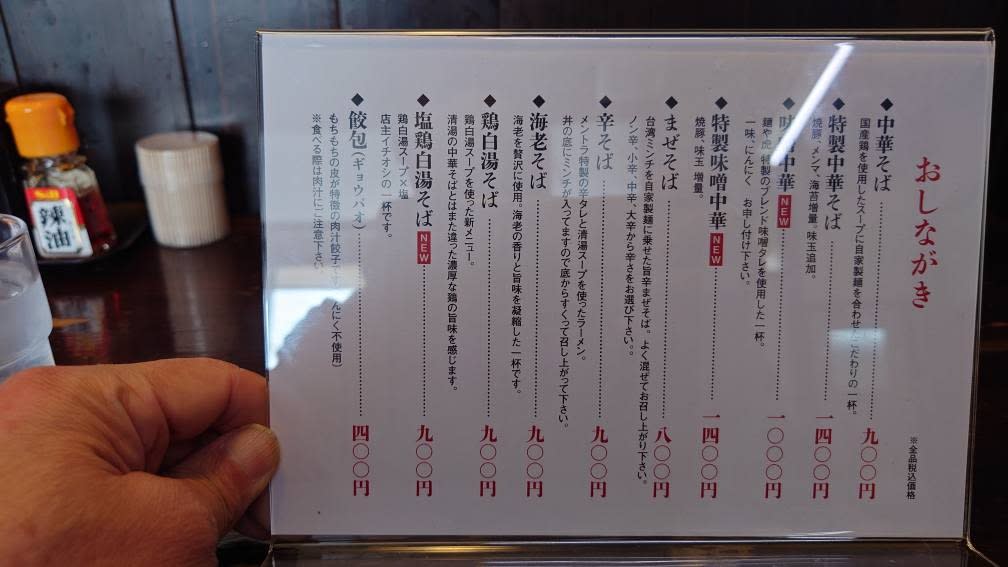 おしながき
※全品税込価格
◆中華そば 九〇〇円
国産鶏を使用したスープに自家製麺を合わせたこだわりの一杯。
◆特製中華そば 一四〇〇円
焼豚、メンマ、海苔増量。味玉追加。
◆味噌中華 NEW 一〇〇〇円
麺や虎 特製のブレンド味噌タレを使用した一杯。
一味、にんにく お申し付け下さい。
◆特製味噌中華 NEW 一四〇〇円
焼豚、味玉 増量。
◆まぜそば 八〇〇円
台湾ミンチを自家製麺に乗せた旨辛まぜそば。よく混ぜてお召し上がり下さい。
ノン辛、小辛、中辛、大辛から辛さをお選び下さい。。
◆辛そば 九〇〇円
メントラ特製の辛タレと清湯スープを使ったラーメン。
丼の底にミンチが入ってますので底からすくって召し上がって下さい。
◆海老そば 九〇〇円
海老を贅沢に使用。海老の香りと旨味を凝縮した一杯です。
◆鶏白湯そば 九〇〇円
鶏白湯スープを使った新メニュー。
清湯の中華そばとはまた違った濃厚な鶏の旨味を感じます。
◆塩鶏白湯そば NEW 九〇〇円
鶏白湯スープ×塩
店主イチオシの一杯です。
◆餃包(ギョウパオ) 四〇〇円
もちもちの皮が特徴の肉汁餃子 んにく不使用)
※食べる際は肉汁にご注意下さい。
S&B
辣油